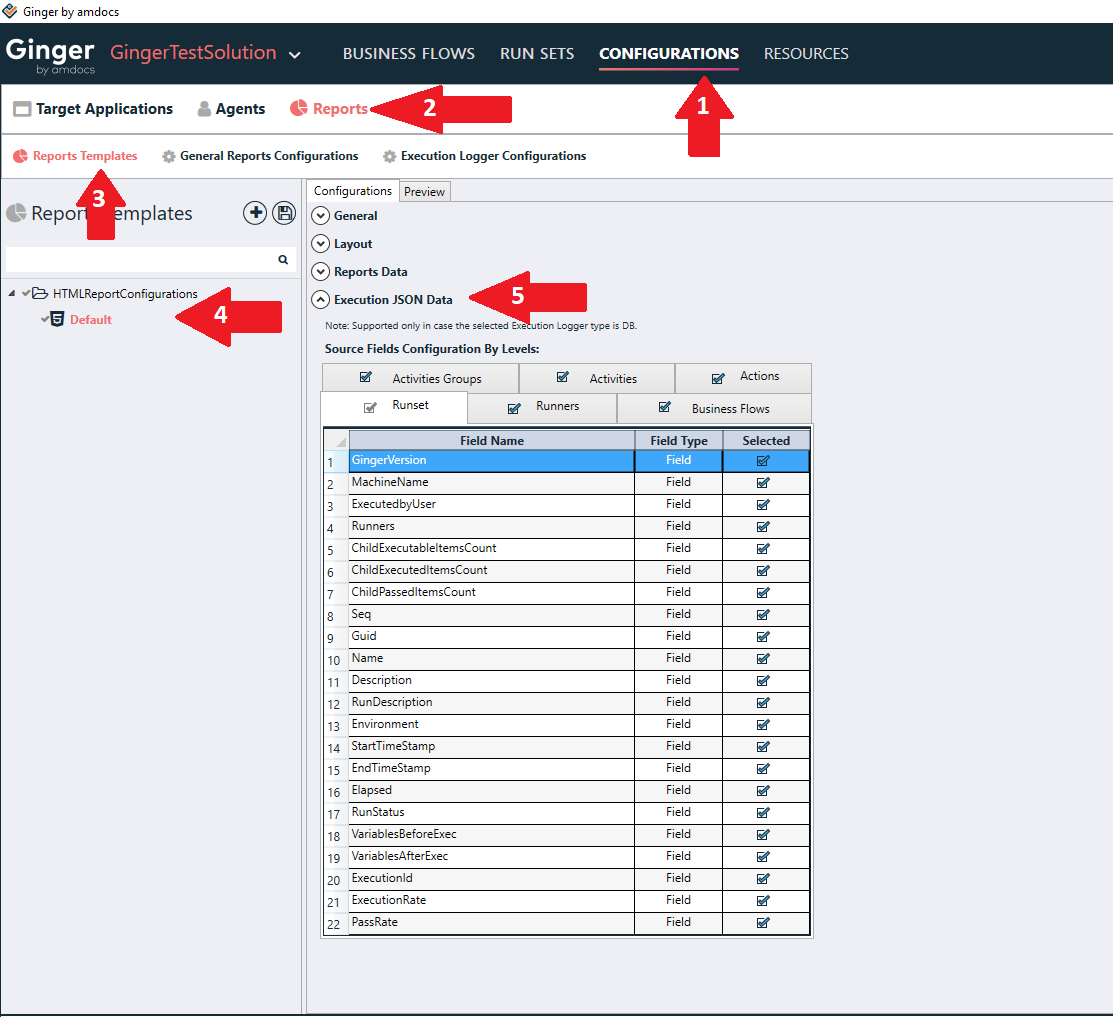 Ginger by amdocs
Ginger by amdocs GingerTestSolution BUSINESS FLOWS RUN SETS CONFIGURATIONS RESOURCES
1
Target Applications Agents Reports 2
Reports Templates General Reports Configurations Execution Logger Configurations
3
Configurations Preview
Report Templates
General
Layout
Reports Data
HTMLReportConfigurations
Execution JSON Data 5
Default 4
Note: Supported only in case the selected Execution Logger type is DB.
Source Fields Configuration By Levels:
Activities Groups Activities Actions
Runset Runners Business Flows
Field Name Field Type Selected
1 GingerVersion Field
2 MachineName Field
3 ExecutedbyUser Field
4 Runners Field
5 ChildExecutableItemsCount Field
6 ChildExecutedItemsCount Field
7 ChildPassedItemsCount Field
8 Seq Field
9 Guid Field
10 Name Field
11 Description Field
12 RunDescription Field
13 Environment Field
14 StartTimeStamp Field
15 EndTimeStamp Field
16 Elapsed Field
17 RunStatus Field
18 VariablesBeforeExec Field
19 VariablesAfterExec Field
20 ExecutionId Field
21 ExecutionRate Field
22 PassRate Field